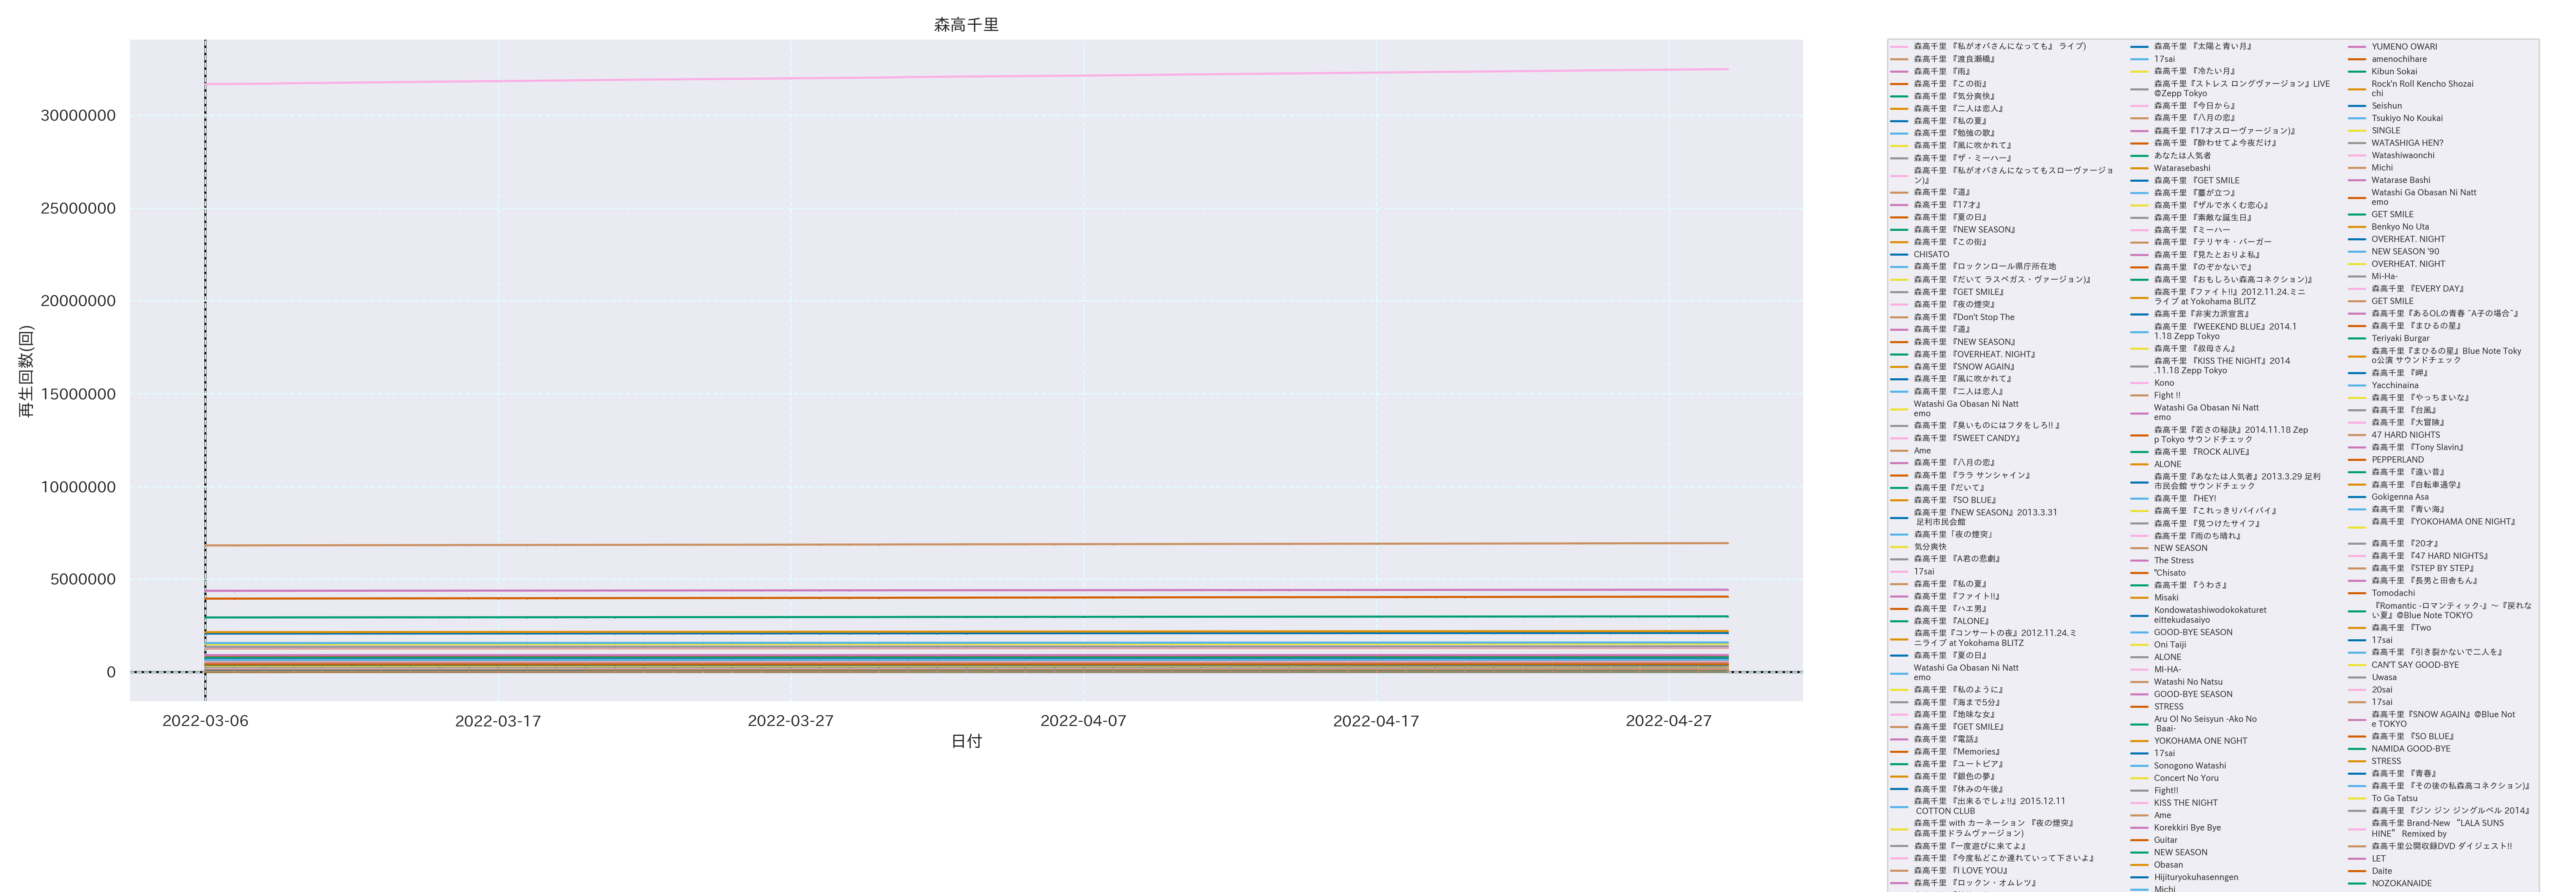 森高千里
再生回数(回)
30000000
25000000
20000000
15000000
10000000
5000000
0
2022-03-06
2022-03-17
2022-03-27
2022-04-07
2022-04-17
2022-04-27
日付
森高千里 『私がオバさんになっても』 ライブ)
森高千里 『渡良瀬橋』
森高千里 『雨』
森高千里 『この街』
森高千里 『気分爽快』
森高千里 『二人は恋人』
森高千里 『私の夏』
森高千里 『勉強の歌』
森高千里 『風に吹かれて』
森高千里 『ザ・ミーハー』
森高千里 『私がオバさんになってもスローヴァージョ
ン)』
森高千里 『道』
森高千里 『17才』
森高千里 『夏の日』
森高千里 『NEW SEASON』
森高千里 『この街』
CHISATO
森高千里 『ロックンロール県庁所在地
森高千里 『だいて ラスベガス・ヴァージョン)』
森高千里 『GET SMILE』
森高千里 『夜の煙突』
森高千里 『Don't Stop The
森高千里 『道』
森高千里 『NEW SEASON』
森高千里 『OVERHEAT. NIGHT』
森高千里 『SNOW AGAIN』
森高千里 『風に吹かれて』
森高千里 『二人は恋人』
Watashi Ga Obasan Ni Natt
emo
森高千里 『臭いものにはフタをしろ!! 』
森高千里 『SWEET CANDY』
Ame
森高千里 『八月の恋』
森高千里 『ララ サンシャイン』
森高千里『だいて』
森高千里 『SO BLUE』
森高千里『NEW SEASON』2013.3.31
足利市民会館
森高千里「夜の煙突」
気分爽快
森高千里 『A君の悲劇』
17sai
森高千里 『私の夏』
森高千里 『ファイト!!』
森高千里 『ハエ男』
森高千里 『ALONE』
森高千里『コンサートの夜』2012.11.24.ミ
ニライブ at Yokohama BLITZ
森高千里 『夏の日』
Watashi Ga Obasan Ni Natt
emo
森高千里 『私のように』
森高千里 『海まで5分』
森高千里 『地味な女』
森高千里 『GET SMILE』
森高千里 『電話』
森高千里 『Memories』
森高千里 『ユートピア』
森高千里 『銀色の夢』
森高千里 『休みの午後』
森高千里 『出来るでしょ!!』2015.12.11
COTTON CLUB
森高千里 with カーネーション 『夜の煙突』
森高千里ドラムヴァージョン)
森高千里『一度遊びに来てよ』
森高千里 『今度私どこか連れていって下さいよ』
森高千里 『I LOVE YOU』
森高千里 『ロックン・オムレツ』
森高千里 『太陽と青い月』
17sai
森高千里 『冷たい月』
森高千里 『ストレス ロングヴァージョン』LIVE
@Zepp Tokyo
森高千里 『今日から』
森高千里 『八月の恋』
森高千里『17才スローヴァージョン)』
森高千里 『酔わせてよ今夜だけ』
あなたは人気者
Watarasebashi
森高千里 『GET SMILE
森高千里 『薹が立つ』
森高千里 『ザルで水くむ恋心』
森高千里 『素敵な誕生日』
森高千里 『ミーハー
森高千里 『テリヤキ・バーガー
森高千里 『見たとおりよ私』
森高千里 『のぞかないで』
森高千里 『おもしろい森高コネクション)』
森高千里『ファイト!!』2012.11.24.ミニ
ライブ at Yokohama BLITZ
森高千里『非実力派宣言』
森高千里 『WEEKEND BLUE』2014.1
1.18 Zepp Tokyo
森高千里 『叔母さん』
森高千里 『KISS THE NIGHT』2014
.11.18 Zepp Tokyo
Kono
Fight !!
Watashi Ga Obasan Ni Natt
emo
森高千里『若さの秘訣』2014.11.18 Zep
p Tokyo サウンドチェック
森高千里 『ROCK ALIVE』
ALONE
森高千里『あなたは人気者』2013.3.29 足利
市民会館 サウンドチェック
森高千里 『HEY!
森高千里 『これっきりバイバイ』
森高千里 『見つけたサイフ』
森高千里『雨のち晴れ』
NEW SEASON
The Stress
"Chisato
森高千里 『うわさ』
Misaki
Kondowatashiwodokokaturet
eittekudasaiyo
GOOD-BYE SEASON
Oni Taiji
ALONE
MI-HA-
Watashi No Natsu
GOOD-BYE SEASON
STRESS
Aru Ol No Seisyun -Ako No
Baai-
YOKOHAMA ONE NGHT
17sai
Sonogono Watashi
Concert No Yoru
Fight!!
KISS THE NIGHT
Ame
Korekkiri Bye Bye
Guitar
NEW SEASON
Obasan
Hijituryokuhasenngen
Michi
YUMENO OWARI
amenochihare
Kibun Sokai
Rock'n Roll Kencho Shozai
chi
Seishun
Tsukiyo No Koukai
SINGLE
WATASHIGA HEN?
Watashiwaonchi
Michi
Watarase Bashi
Watashi Ga Obasan Ni Natt
emo
GET SMILE
Benkyo No Uta
OVERHEAT. NIGHT
NEW SEASON '90
OVERHEAT. NIGHT
Mi-Ha-
森高千里 『EVERY DAY』
GET SMILE
森高千里『あるOLの青春 ~A子の場合~』
森高千里 『まひるの星』
Teriyaki Burgar
森高千里『まひるの星』Blue Note Toky
o公演 サウンドチェック
森高千里 『岬』
Yacchinaina
森高千里 『やっちまいな』
森高千里 『台風』
森高千里 『大冒険』
47 HARD NIGHTS
森高千里 『Tony Slavin』
PEPPERLAND
森高千里 『遠い昔』
森高千里 『自転車通学』
Gokigenna Asa
森高千里 『青い海』
森高千里 『YOKOHAMA ONE NIGHT』
森高千里 『20才』
森高千里 『47 HARD NIGHTS』
森高千里 『STEP BY STEP』
森高千里 『長男と田舎もん』
Tomodachi
『Romantic -ロマンティック-』～『戻れな
い夏』@Blue Note TOKYO
森高千里 『Two
17sai
森高千里 『引き裂かないで二人を』
CAN'T SAY GOOD-BYE
Uwasa
20sai
17sai
森高千里『SNOW AGAIN』@Blue Not
e TOKYO
森高千里 『SO BLUE』
NAMIDA GOOD-BYE
STRESS
森高千里 『青春』
森高千里 『その後の私森高コネクション)』
To Ga Tatsu
森高千里 『ジン ジン ジングルベル 2014』
森高千里 Brand-New “LALA SUNS
HINE” Remixed by
森高千里公開収録DVD ダイジェスト!!
LET
Daite
NOZOKANAIDE